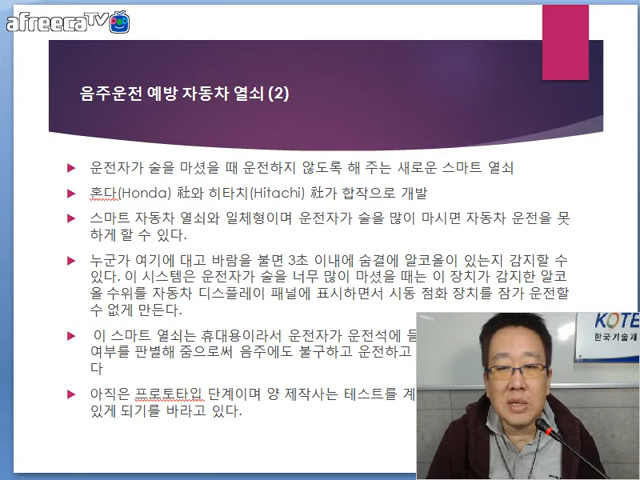 afreecaTV
음주운전 예방 자동차 열쇠 (2)
운전자가 술을 마셨을 때 운전하지 않도록 해 주는 새로운 스마트 열쇠
혼다(Honda) 社와 히타치(Hitachi) 社가 합작으로 개발
스마트 자동차 열쇠와 일체형이며 운전자가 술을 많이 마시면 자동차 운전을 못
하게 할 수 있다.
누군가 여기에 대고 바람을 불면 3초 이내에 숨결에 알코올이 있는지 감지할 수
있다. 이 시스템은 운전자가 술을 너무 많이 마셨을 때는 이 장치가 감지한 알코
올 수위를 자동차 디스플레이 패널에 표시하면서 시동 점화 장치를 잠가 운전할
수 없게 만든다.
이 스마트 열쇠는 휴대용이라서 운전자가 운전석에 들
여부를 판별해 줌으로써 음주에도 불구하고 운전하고
다
아직은 프로토타입 단계이며 양 제작사는 테스트를 계
있게 되기를 바라고 있다.
KOTE
한국기술개